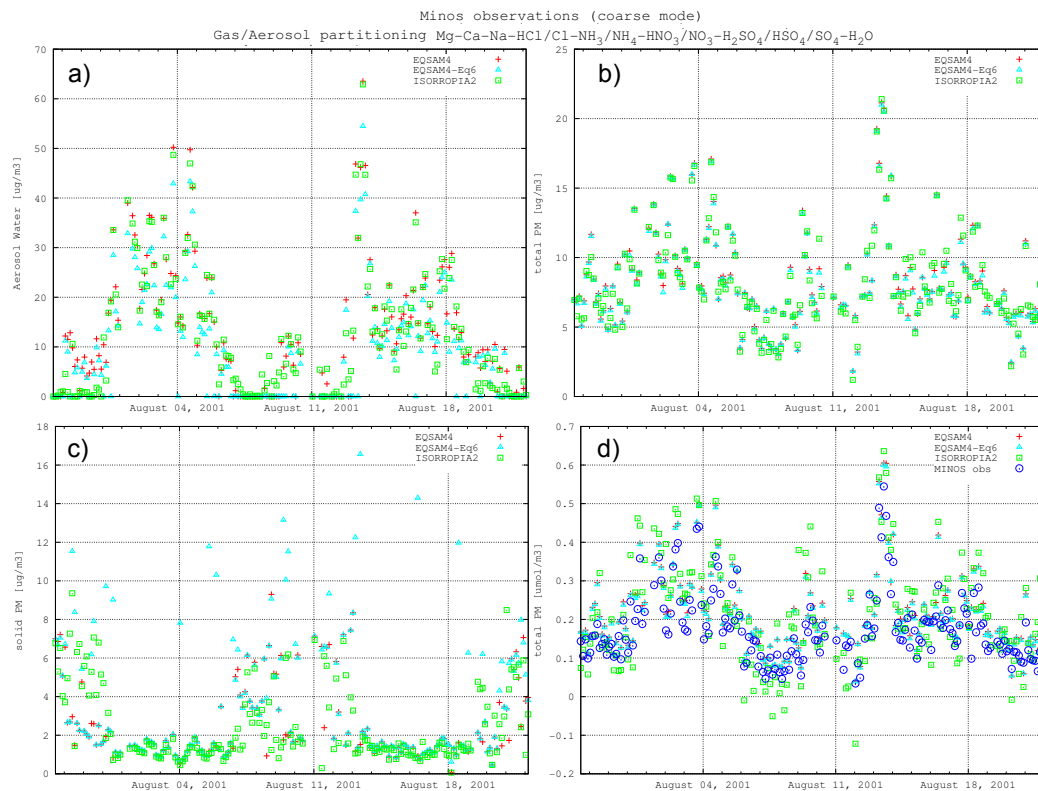 Minos observations (coarse mode)
Gas/Aerosol partitioning Mg-Ca-Na-HCl/Cl-NH3/NH4-HNO3/NO3-H2SO4/HSO4/SO4-H2O
a)
EQSAM4
EQSAM4-Eq6
ISORROPIA2
Aerosol Water [ug/m3]
70
60
50
40
30
20
10
0
August 04, 2001
August 11, 2001
August 18, 2001
b)
EQSAM4
EQSAM4-Eq6
ISORROPIA2
total PM [ug/m3]
25
20
15
10
5
0
August 04, 2001
August 11, 2001
August 18, 2001
c)
EQSAM4
EQSAM4-Eq6
ISORROPIA2
solid PM [ug/m3]
18
16
14
12
10
8
6
4
2
0
August 04, 2001
August 11, 2001
August 18, 2001
d)
EQSAM4
EQSAM4-Eq6
ISORROPIA2
MINOS obs
total PM [umol/m3]
0.7
0.6
0.5
0.4
0.3
0.2
0.1
0
-0.1
-0.2
August 04, 2001
August 11, 2001
August 18, 2001